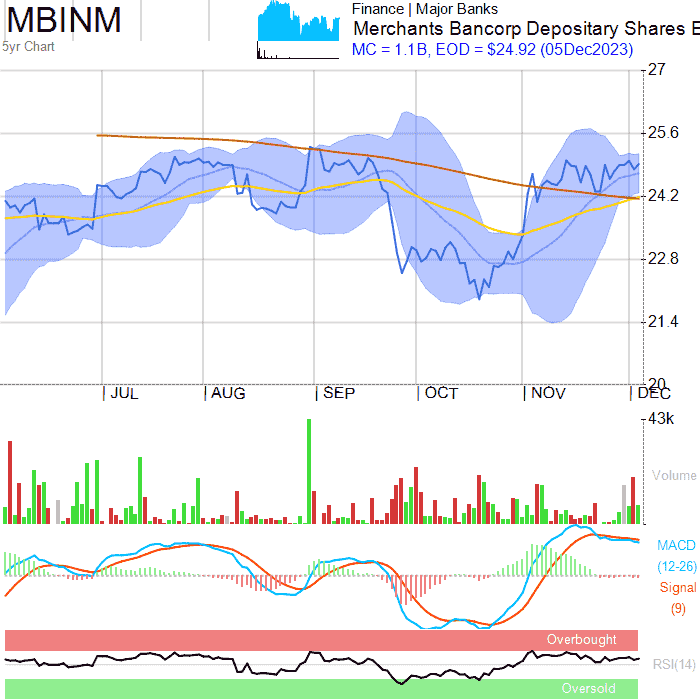 MBINM
5yr Chart
Finance | Major Banks
Merchants Bancorp Depositary Shares E
MC = 1.1B, EOD = $24.92 (05Dec2023)
27
25.6
24.2
22.8
21.4
20
JUL AUG SEP OCT NOV DEC
43k
Volume
MACD
(12-26)
Signal
(9)
Overbought
RSI(14)
Oversold